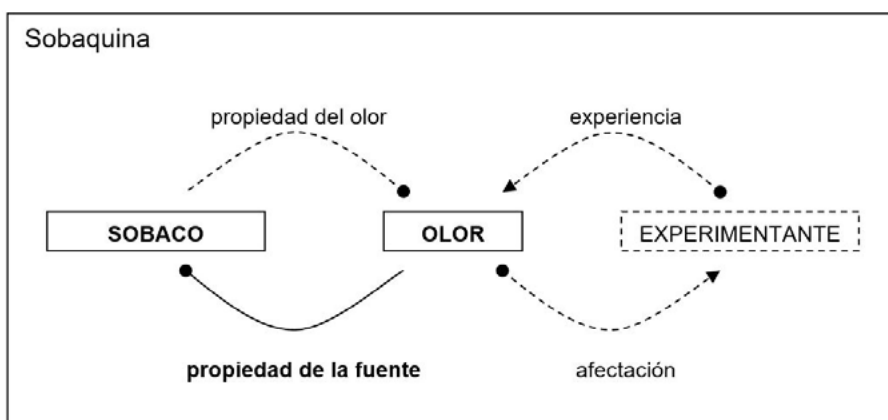 Sobaquina
propiedad del olor
experiencia
SOBACO
OLOR
EXPERIMENTANTE
propiedad de la fuente
afectación